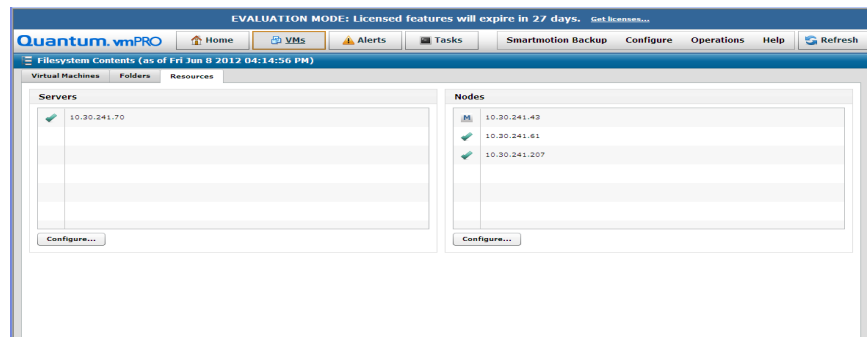 EVALUATION MODE: Licensed features will expire in 27 days. Get licenses...
Quantum. vmPRO Home VMs Alerts Tasks Smartmotion Backup Configure Operations Help Refresh
Filesystem Contents (as of Fri Jun 8 2012 04:14:56 PM)
Virtual Machines Folders Resources
Servers
10.30.241.70
Configure...
Nodes
M 10.30.241.43
10.30.241.61
10.30.241.207
Configure...